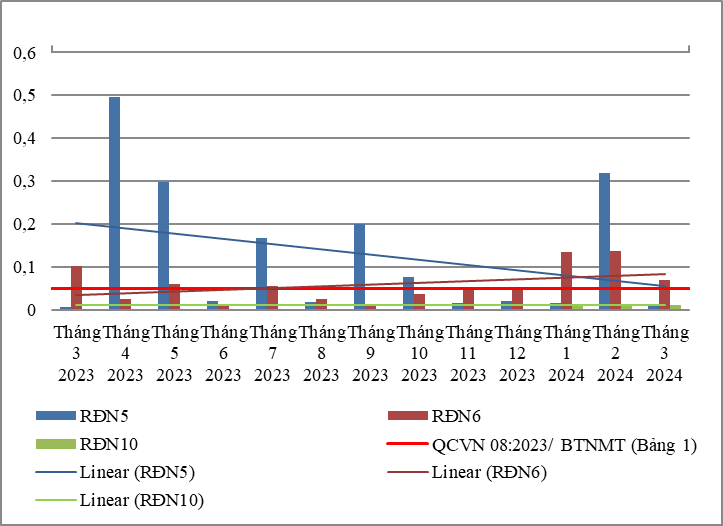 0,6
0,5
0,4
0,3
0,2
0,1
0
Tháng Tháng Tháng Tháng Tháng Tháng Tháng Tháng Tháng Tháng Tháng Tháng Tháng
3 4 5 6 7 8 9 10 11 12 1 2 3
2023 2023 2023 2023 2023 2023 2023 2023 2023 2023 2024 2024 2024
RĐN5 RĐN6
RĐN10 QCVN 08:2023/ BTNMT (Bảng 1)
Linear (RĐN5) Linear (RĐN6)
Linear (RĐN10)